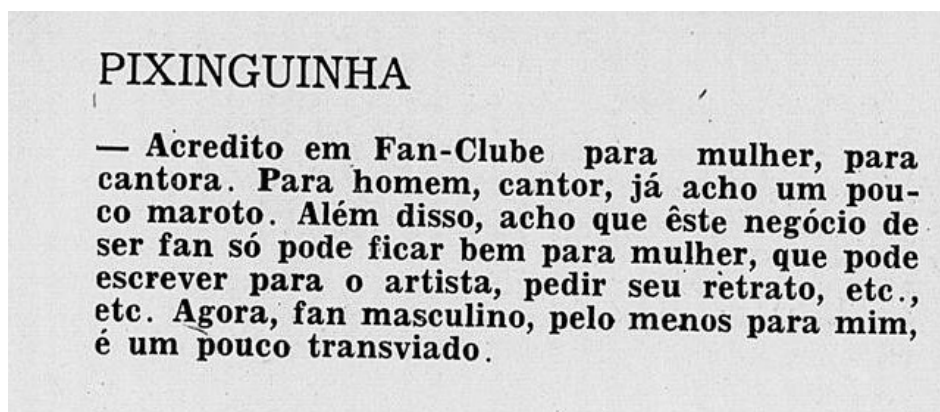 PIXINGUINHA
— Acredito em Fan-Clube para mulher, para
cantora. Para homem, cantor, já acho um pou-
co maroto. Além disso, acho que êste negócio de
ser fan só pode ficar bem para mulher, que pode
escrever para o artista, pedir seu retrato, etc.,
etc. Agora, fan masculino, pelo menos para mim,
é um pouco transviado.